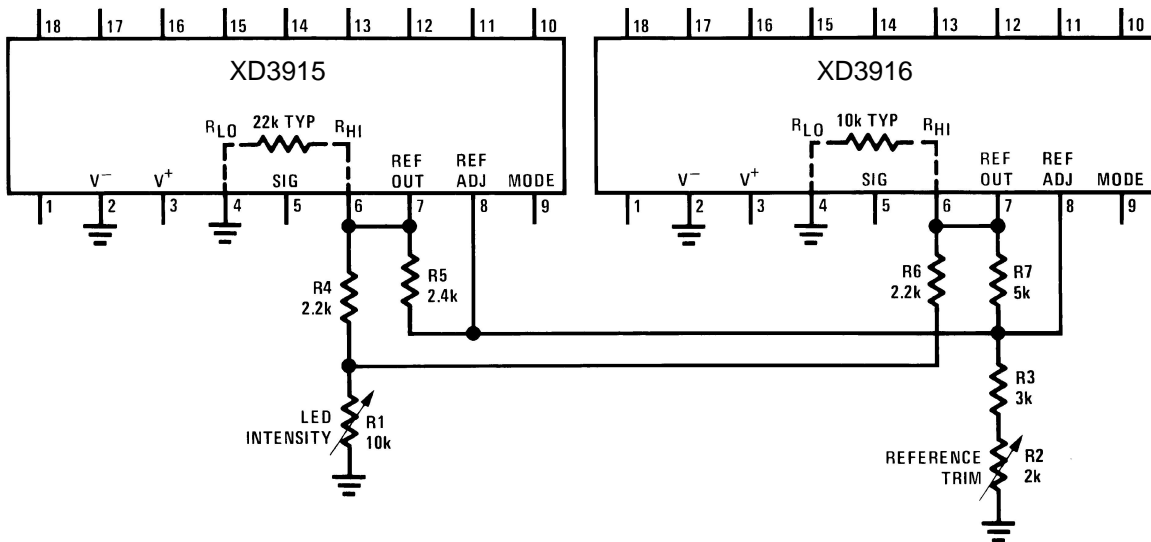 18 17 16 15 14 13 12 11 10
XD3915
RLO 22k TYP RHI
V− V+ SIG REF OUT REF ADJ MODE
1 2 3 4 5 6 7 8 9
R4 2.2k
R5 2.4k
LED INTENSITY
R1 10k
18 17 16 15 14 13 12 11 10
XD3916
RLO 10k TYP RHI
V− V+ SIG REF OUT REF ADJ MODE
1 2 3 4 5 6 7 8 9
R6 2.2k
R7 5k
R3 3k
REFERENCE TRIM
R2 2k